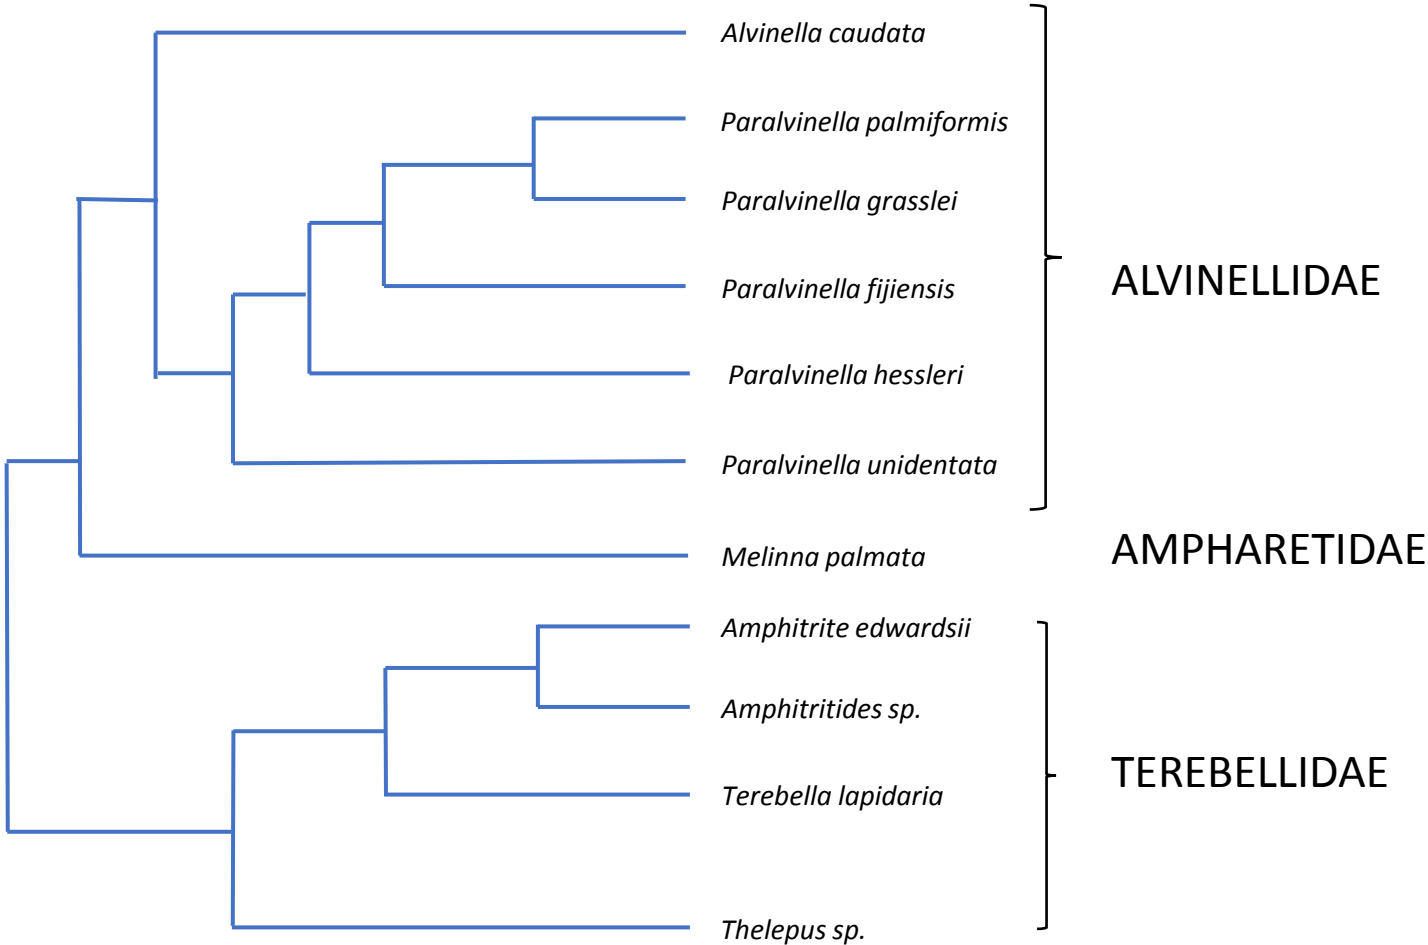 Alvinella caudata
Paralvinella palmiformis
Paralvinella grasslei
Paralvinella fijiensis
ALVINELLIDAE
Paralvinella hessleri
Paralvinella unidentata
Melinna palmata
AMPHARETIDAE
Amphitrite edwardsii
Amphitritides sp.
TEREBELLIDAE
Terebella lapidaria
Thelepus sp.